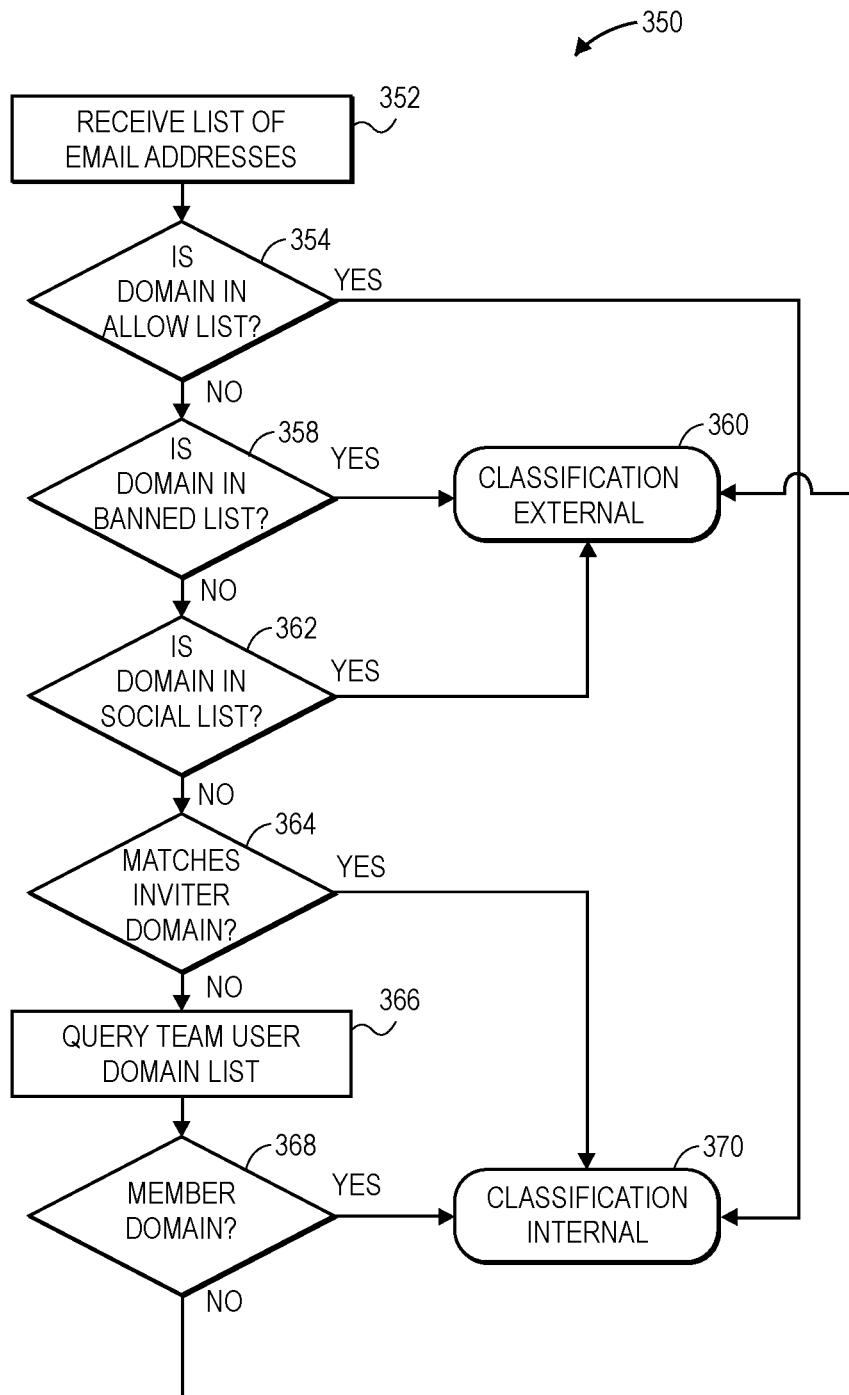 350
352
RECEIVE LIST OF
EMAIL ADDRESSES
354
IS
DOMAIN IN
ALLOW LIST?
YES
NO
358
IS
DOMAIN IN
BANNED LIST?
YES
360
CLASSIFICATION
EXTERNAL
NO
362
IS
DOMAIN IN
SOCIAL LIST?
YES
NO
364
MATCHES
INVITER
DOMAIN?
YES
NO
366
QUERY TEAM USER
DOMAIN LIST
368
MEMBER
DOMAIN?
YES
370
CLASSIFICATION
INTERNAL
NO